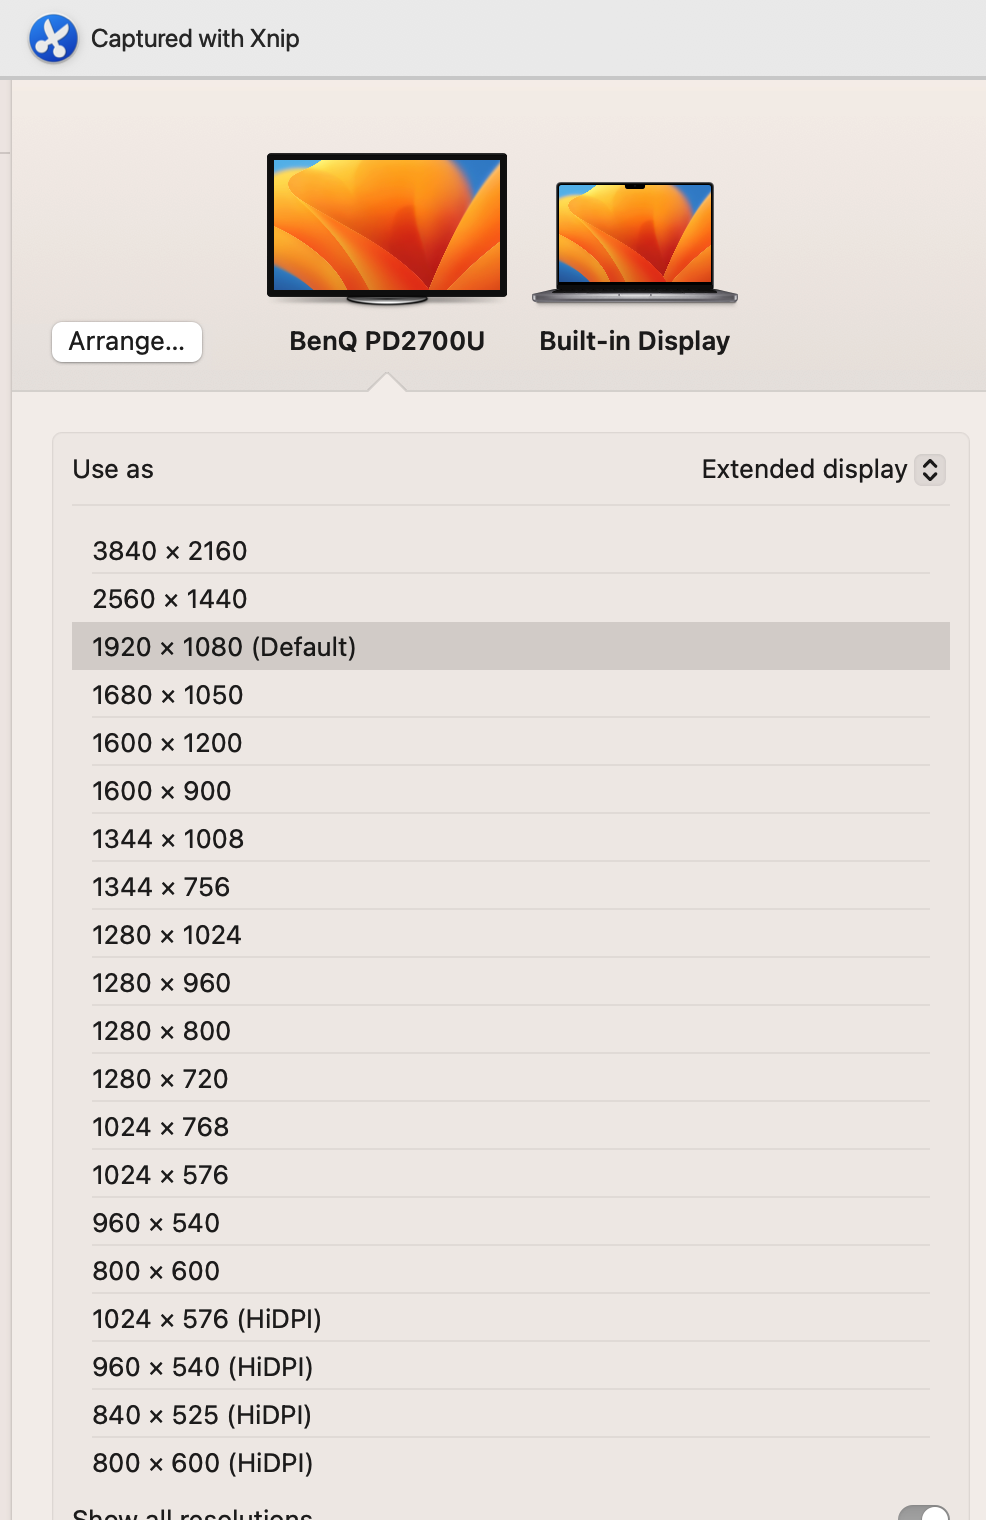 Captured with Xnip
Arrange...
BenQ PD2700U
Built-in Display
Use as
Extended display
3840 × 2160
2560 × 1440
1920 × 1080 (Default)
1680 × 1050
1600 × 1200
1600 × 900
1344 × 1008
1344 × 756
1280 × 1024
1280 × 960
1280 × 800
1280 × 720
1024 × 768
1024 × 576
960 × 540
800 × 600
1024 × 576 (HiDPI)
960 × 540 (HiDPI)
840 × 525 (HiDPI)
800 × 600 (HiDPI)
Show all resolutions